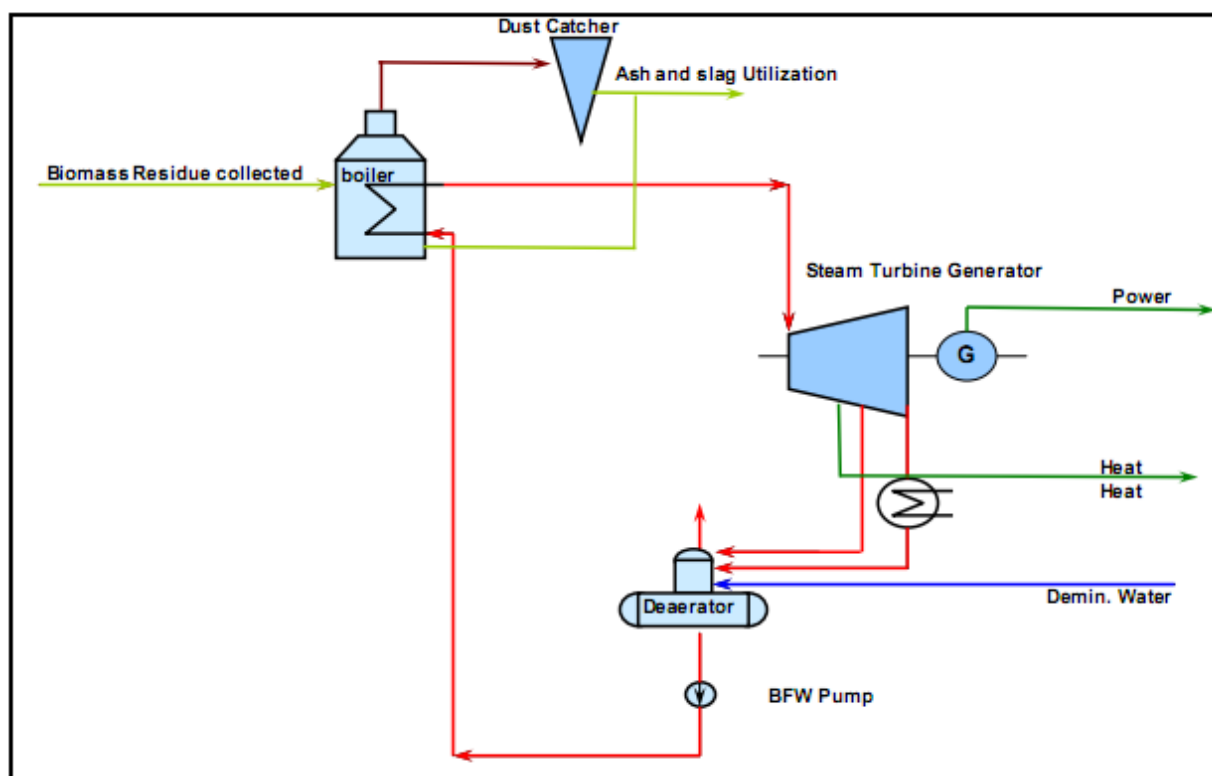 Dust Catcher
Ash and slag Utilization
Biomass Residue collected
boiler
Steam Turbine Generator
Power
G
Heat
Heat
Deaerator
Demin. Water
BFW Pump